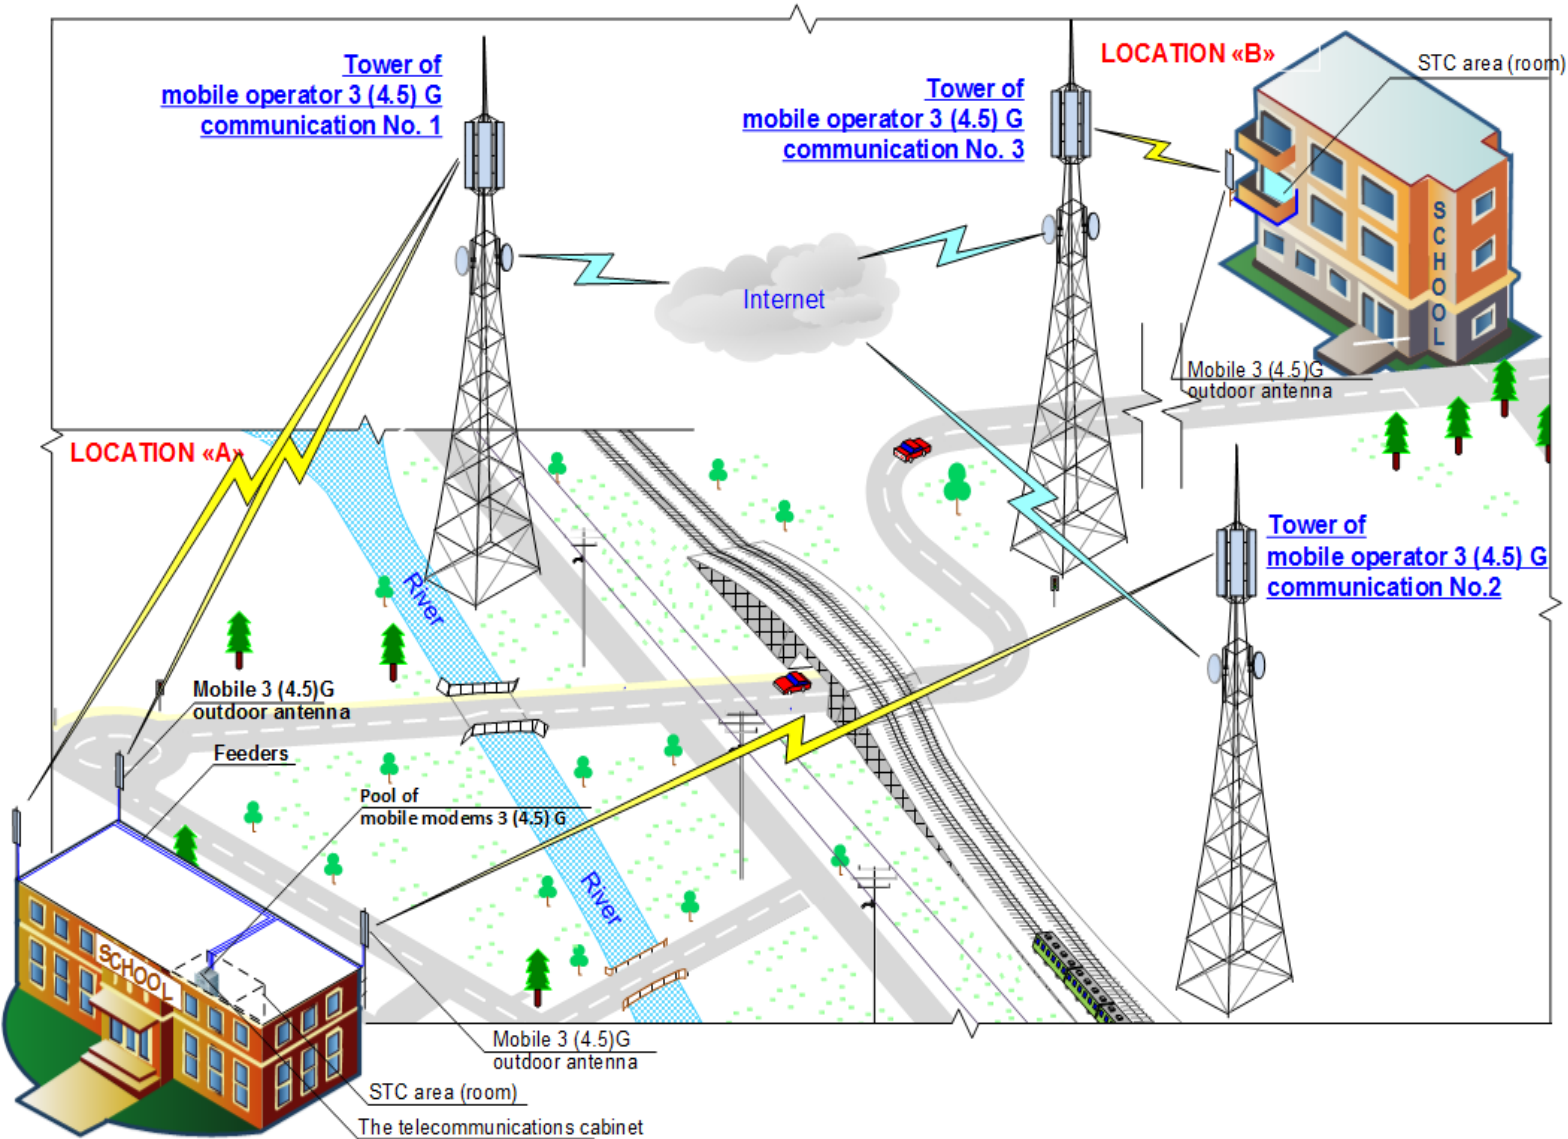 Tower of
mobile operator 3 (4.5) G
communication No. 1
Tower of
mobile operator 3 (4.5) G
communication No. 3
LOCATION «B»
STC area (room)
SCHOOL
Internet
Mobile 3 (4.5)G
outdoor antenna
LOCATION «A»
Tower of
mobile operator 3 (4.5) G
communication No.2
River
Mobile 3 (4.5)G
outdoor antenna
Feeders
Pool of
mobile modems 3 (4.5) G
River
SCHOOL
Mobile 3 (4.5)G
outdoor antenna
STC area (room)
The telecommunications cabinet